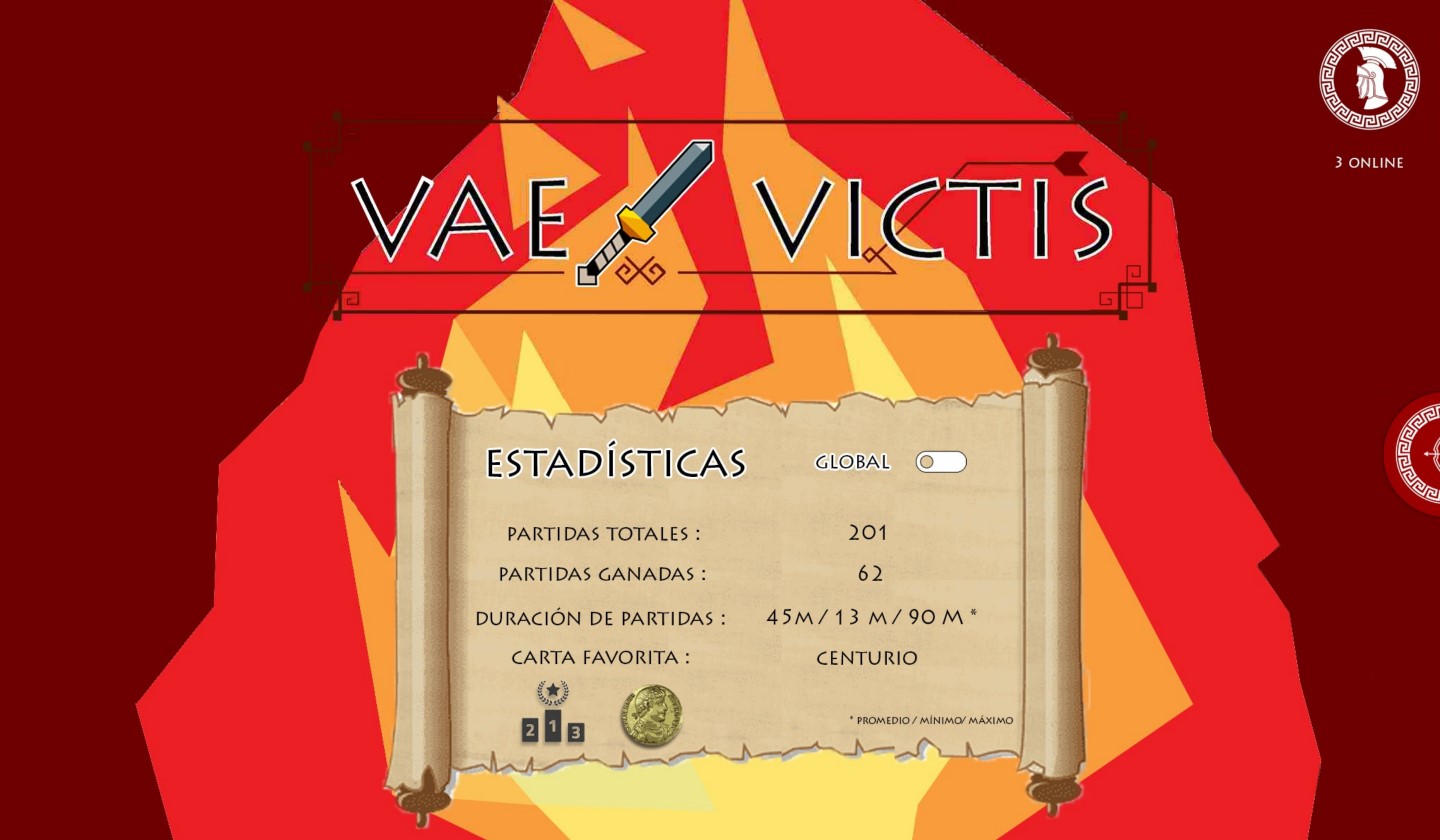 VAE VICTIS
3 ONLINE
ESTADÍSTICAS GLOBAL
PARTIDAS TOTALES : 201
PARTIDAS GANADAS : 62
DURACIÓN DE PARTIDAS : 45M / 13 M / 90 M *
CARTA FAVORITA : CENTURIO
2 1 3
* PROMEDIO / MÍNIMO/ MÁXIMO